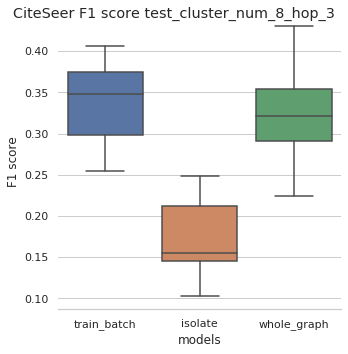 CiteSeer F1 score test_cluster_num_8_hop_3
0.40
0.35
0.30
0.25
0.20
0.15
0.10
F1 score
train_batch isolate whole_graph
models